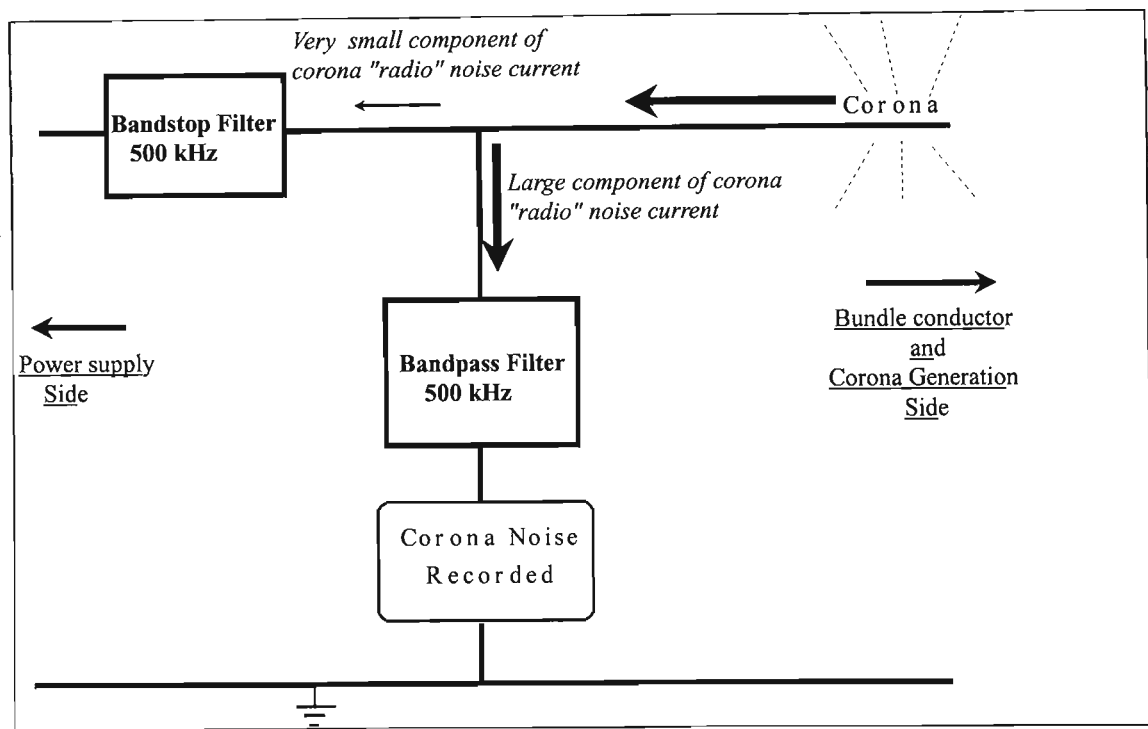 Very small component of
corona "radio" noise current
Corona
Bandstop Filter
500 kHz
Large component of corona
"radio" noise current
Bandpass Filter
500 kHz
Power supply
Side
Bundle conductor
and
Corona Generation
Side
Corona Noise
Recorded